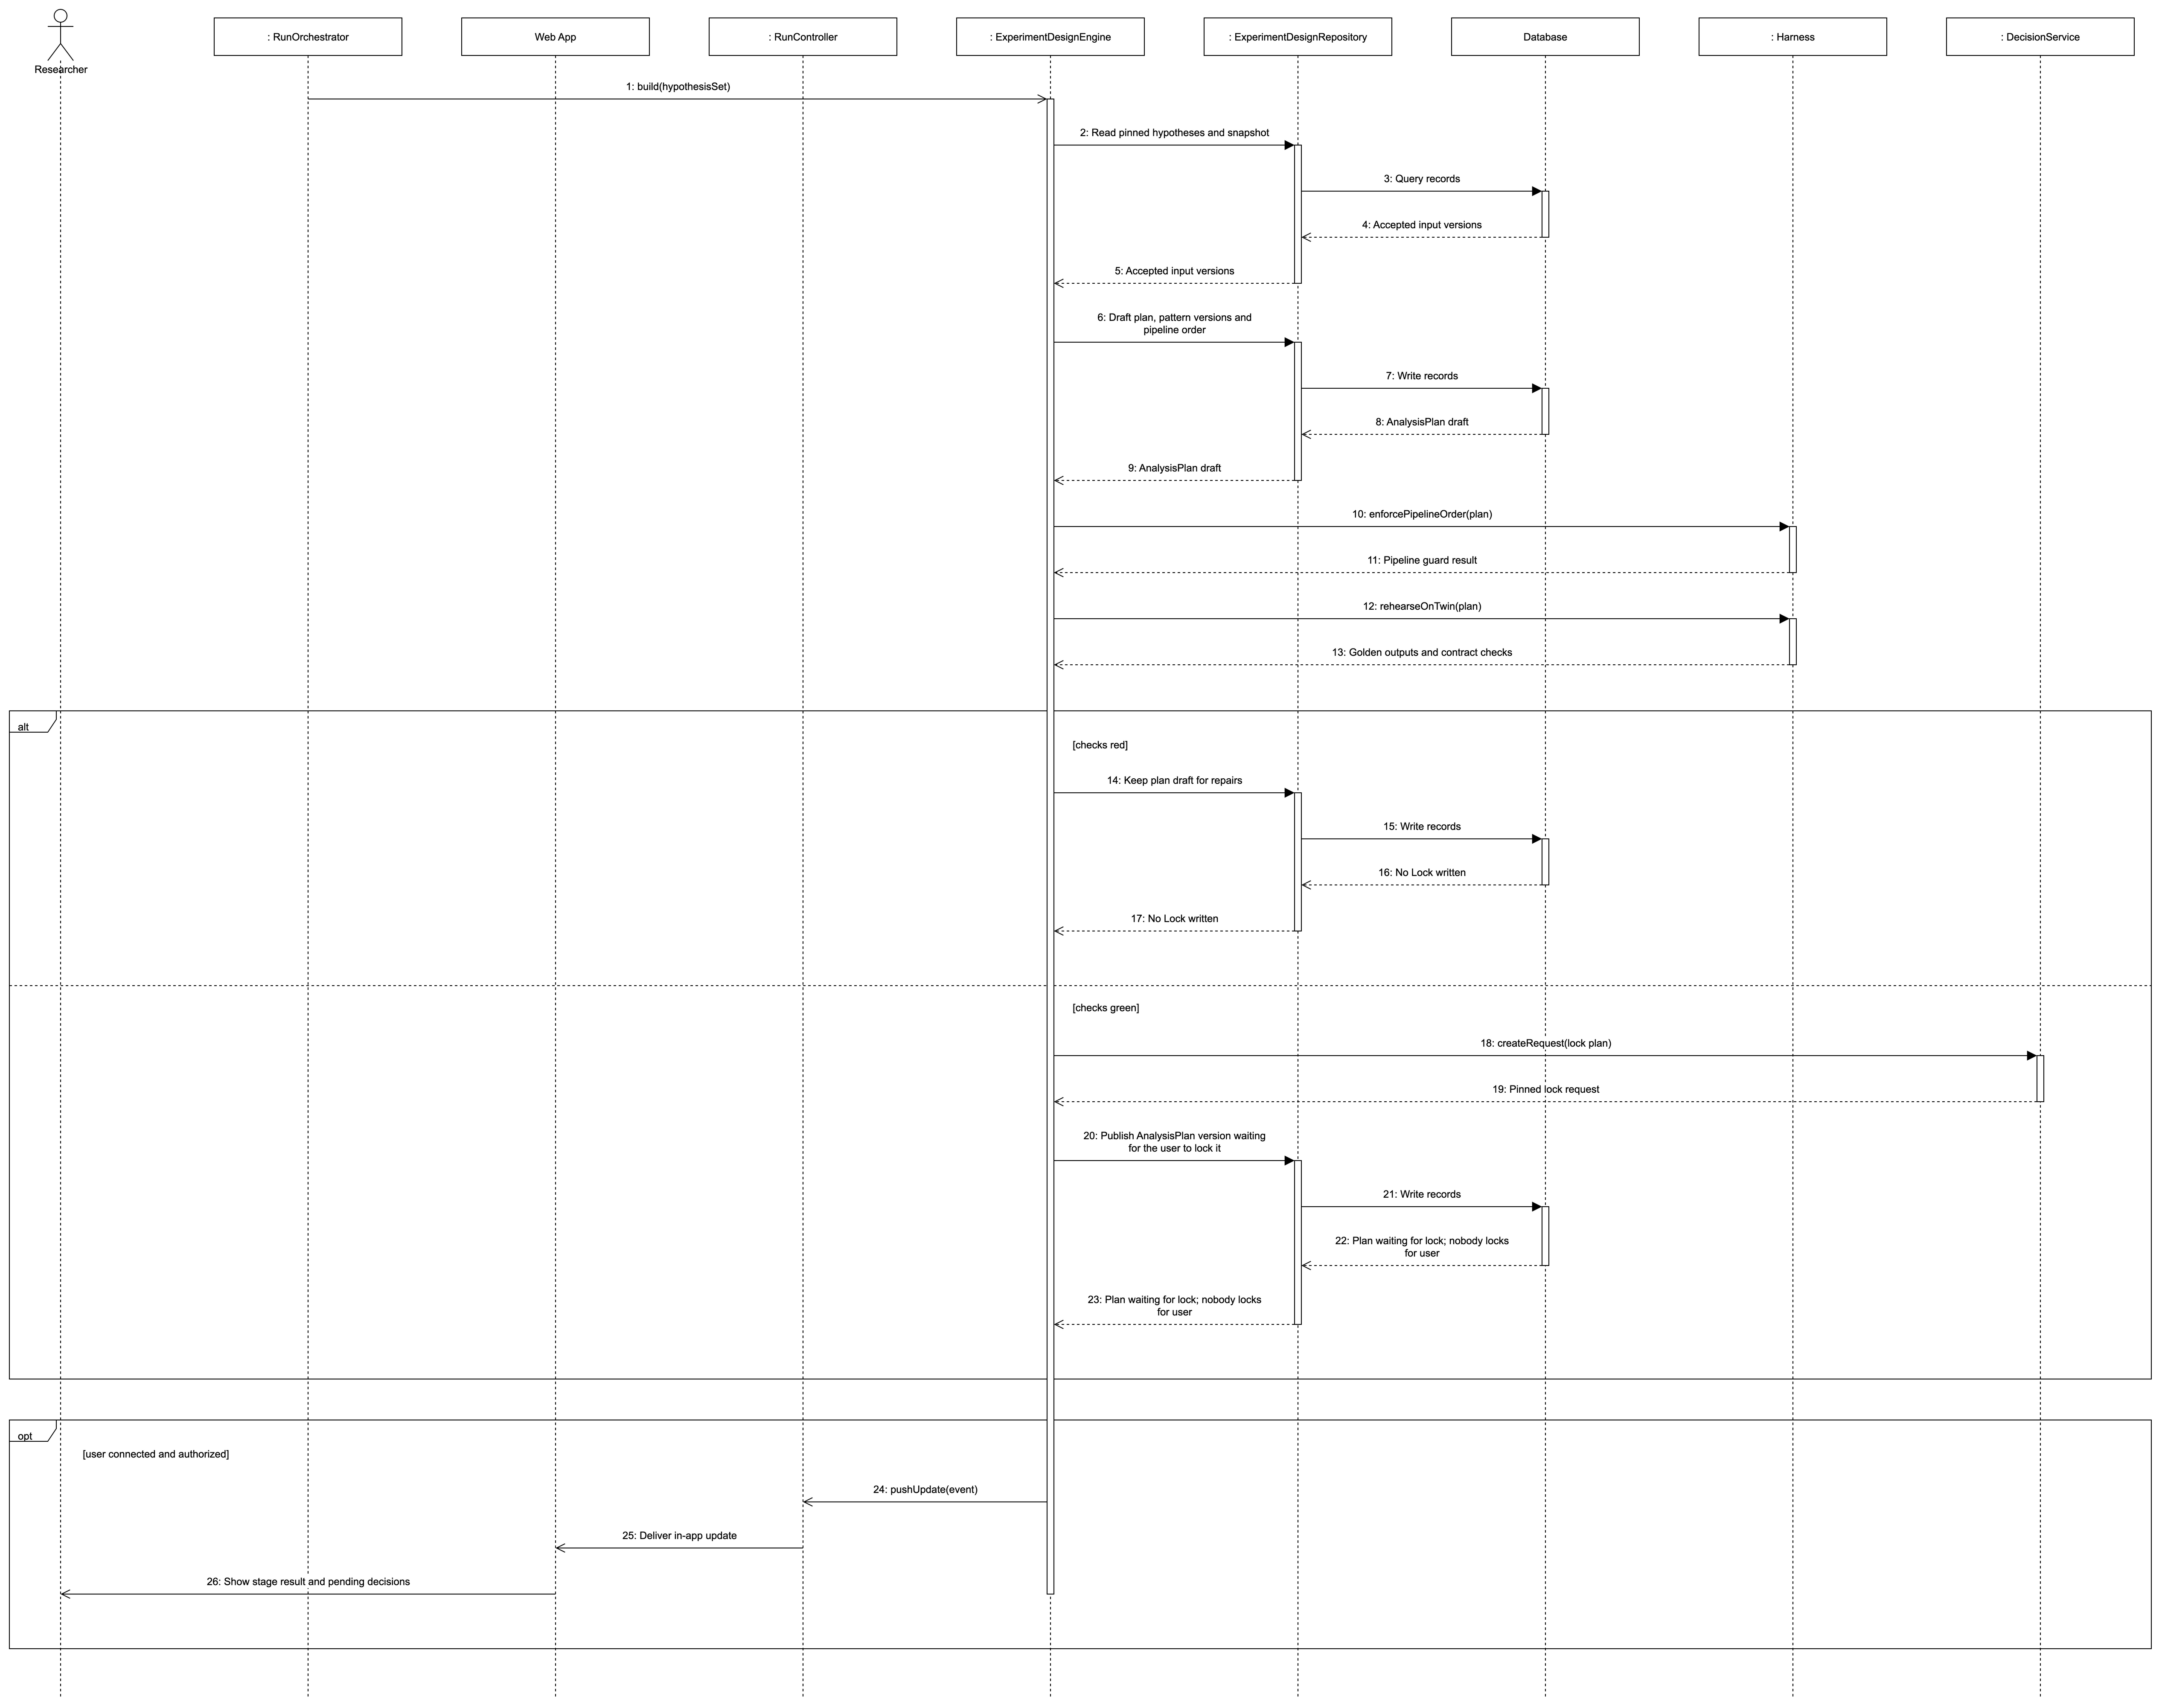 Researcher
: RunOrchestrator
Web App
: RunController
: ExperimentDesignEngine
: ExperimentDesignRepository
Database
: Harness
: DecisionService
1: build(hypothesisSet)
2: Read pinned hypotheses and snapshot
3: Query records
4: Accepted input versions
5: Accepted input versions
6: Draft plan, pattern versions and
pipeline order
7: Write records
8: AnalysisPlan draft
9: AnalysisPlan draft
10: enforcePipelineOrder(plan)
11: Pipeline guard result
12: rehearseOnTwin(plan)
13: Golden outputs and contract checks
alt
[checks red]
14: Keep plan draft for repairs
15: Write records
16: No Lock written
17: No Lock written
[checks green]
18: createRequest(lock plan)
19: Pinned lock request
20: Publish AnalysisPlan version waiting
for the user to lock it
21: Write records
22: Plan waiting for lock; nobody locks
for user
23: Plan waiting for lock; nobody locks
for user
opt
[user connected and authorized]
24: pushUpdate(event)
25: Deliver in-app update
26: Show stage result and pending decisions